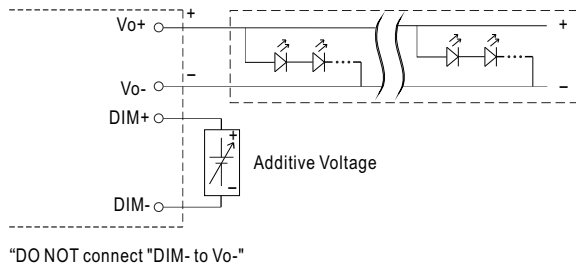 Vo+
+
+
–
Vo-
–
DIM+
+
Additive Voltage
–
DIM-
“DO NOT connect "DIM- to Vo-"